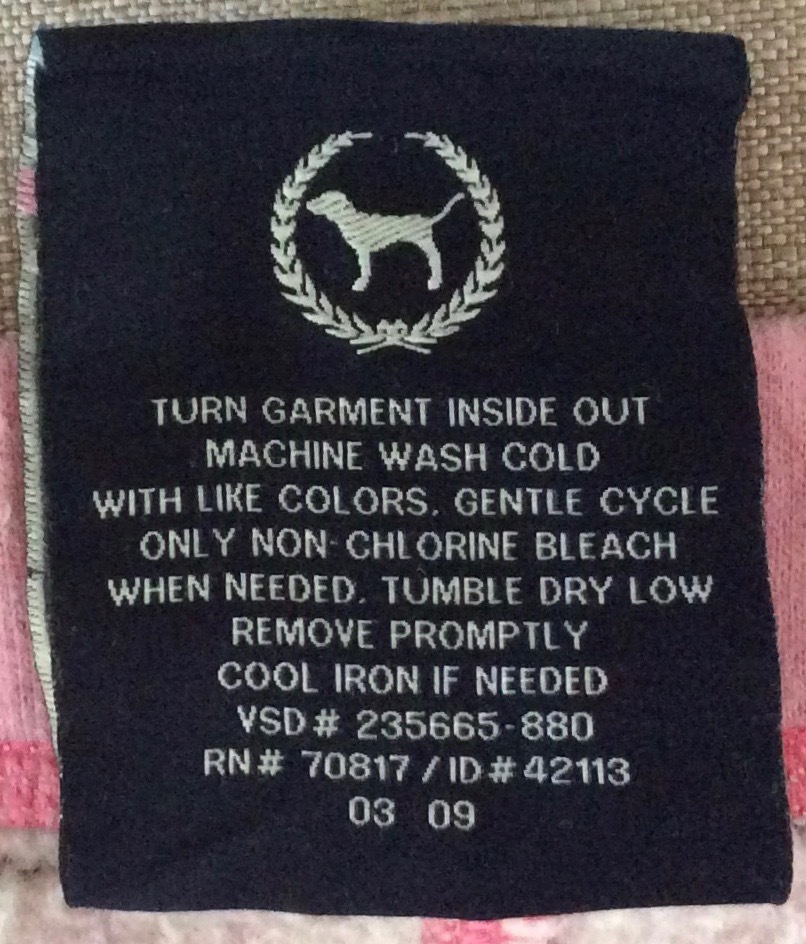 TURN GARMENT INSIDE OUT
MACHINE WASH COLD
WITH LIKE COLORS. GENTLE CYCLE
ONLY NON-CHLORINE BLEACH
WHEN NEEDED. TUMBLE DRY LOW
REMOVE PROMPTLY
COOL IRON IF NEEDED
VSD# 235665-880
RN# 70817 / ID# 42113
03 09